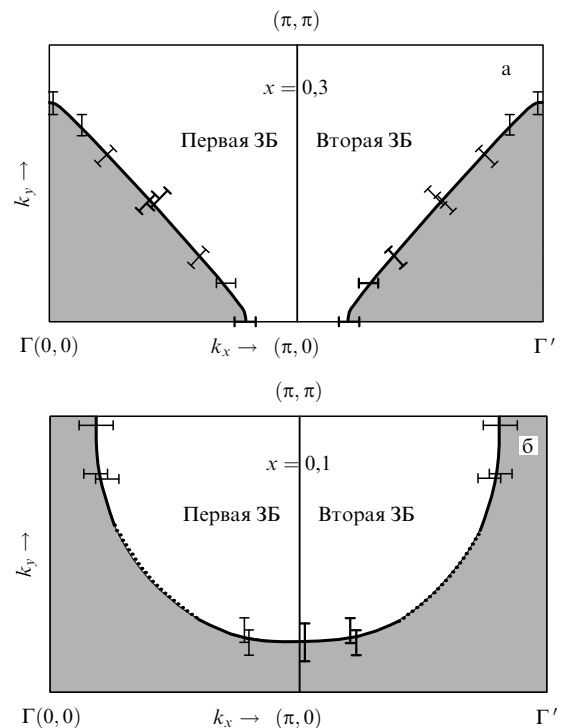 (π, π)
а
x = 0,3
Первая ЗБ Вторая ЗБ
k_y →
Γ(0, 0) k_x → (π, 0) Γ′
(π, π)
б
x = 0,1
Первая ЗБ Вторая ЗБ
k_y →
Γ(0, 0) k_x → (π, 0) Γ′